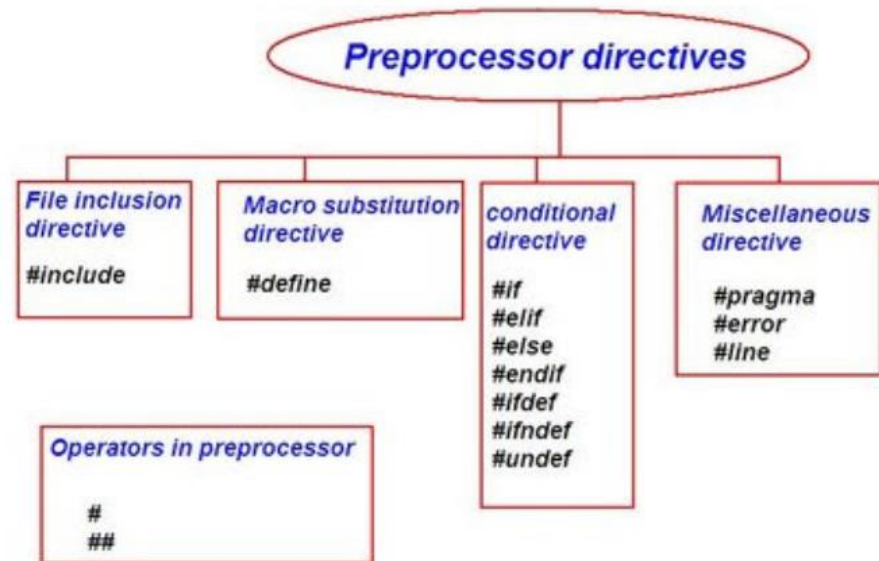 Preprocessor directives
File inclusion
directive
#include
Macro substitution
directive
#define
conditional
directive
#if
#elif
#else
#endif
#ifdef
#ifndef
#undef
Miscellaneous
directive
#pragma
#error
#line
Operators in preprocessor
#
##